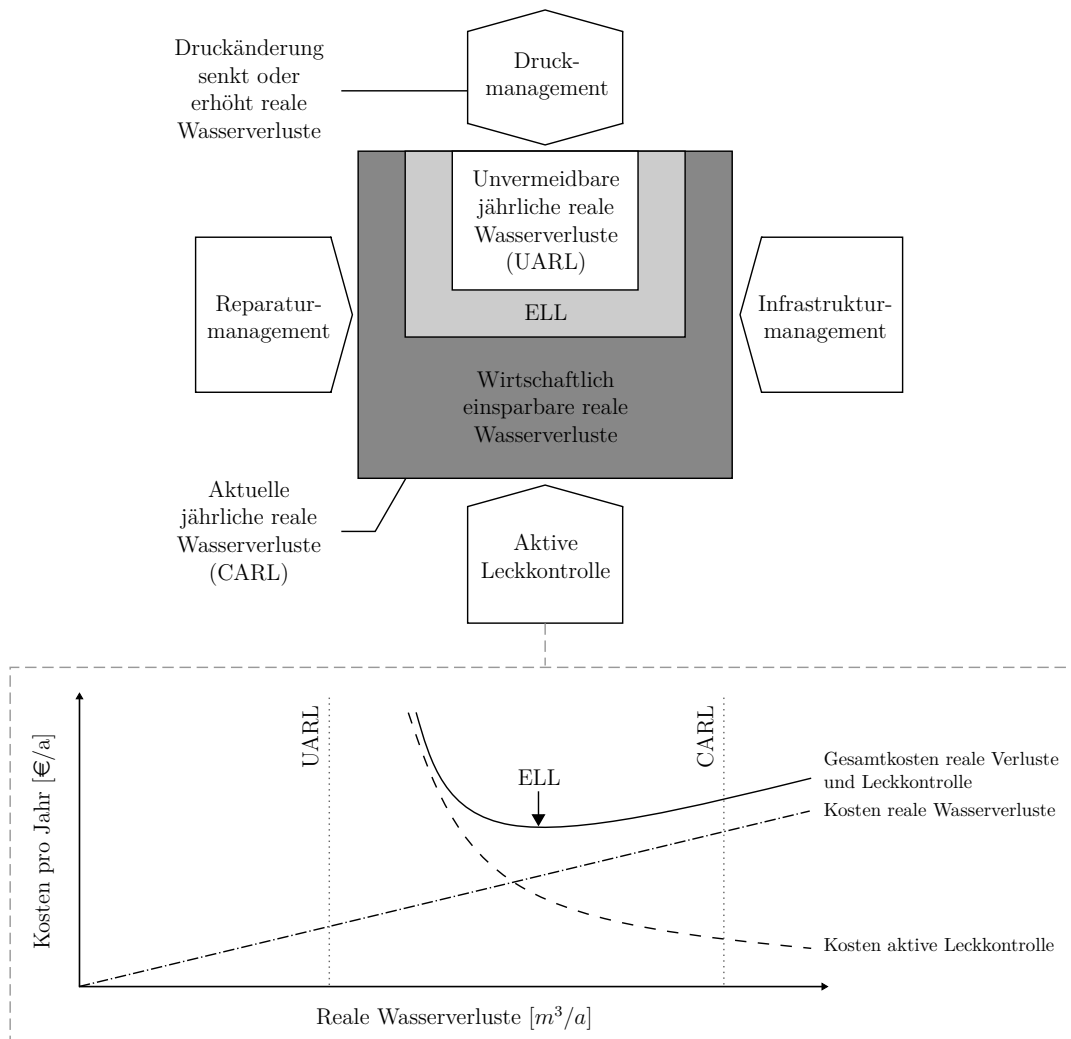 Druckänderung
senkt oder
erhöht reale
Wasserverluste
Druck-
management
Unvermeidbare
jährliche reale
Wasserverluste
(UARL)
Reparatur-
management
ELL
Infrastruktur-
management
Wirtschaftlich
einsparbare reale
Wasserverluste
Aktuelle
jährliche reale
Wasserverluste
(CARL)
Aktive
Leckkontrolle
Kosten pro Jahr [€/a]
UARL
ELL
CARL
Gesamtkosten reale Verluste
und Leckkontrolle
Kosten reale Wasserverluste
Kosten aktive Leckkontrolle
Reale Wasserverluste [m³/a]